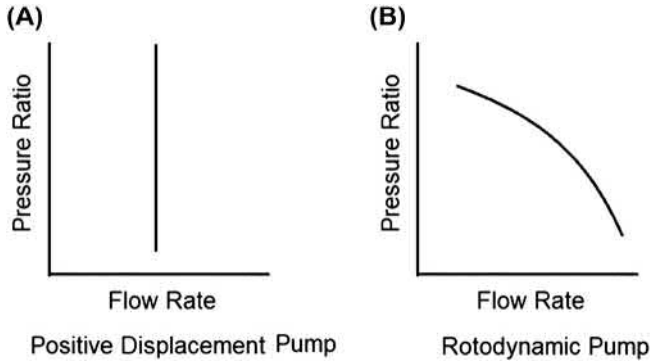 (A)
Pressure Ratio
Flow Rate
Positive Displacement Pump
(B)
Pressure Ratio
Flow Rate
Rotodynamic Pump